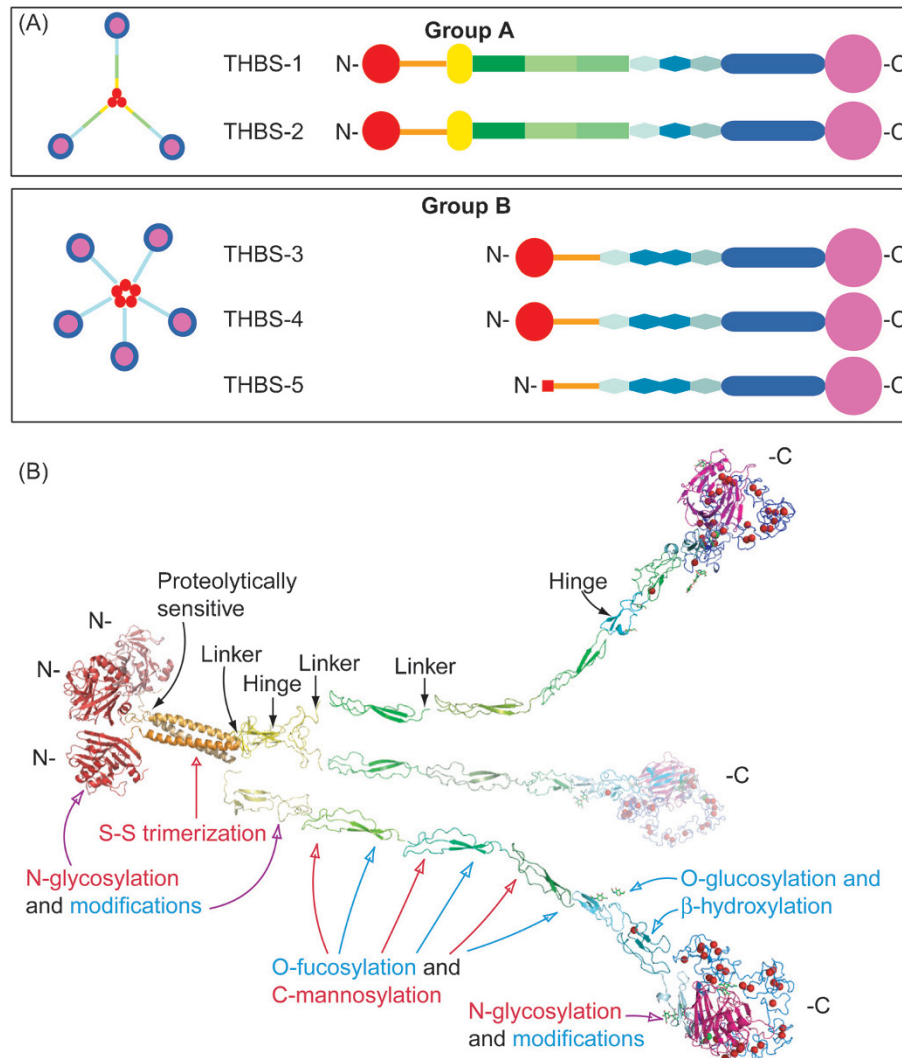 (A)
Group A
THBS-1
N-
-C
THBS-2
N-
-C
Group B
THBS-3
N-
-C
THBS-4
N-
-C
THBS-5
N-
-C
(B)
-C
Proteolytically
sensitive
Hinge
N-
N-
Linker
Hinge
Linker
Linker
N-
-C
S-S trimerization
N-glycosylation
and modifications
O-glucosylation and
β-hydroxylation
O-fucosylation and
C-mannosylation
N-glycosylation
and modifications
-C